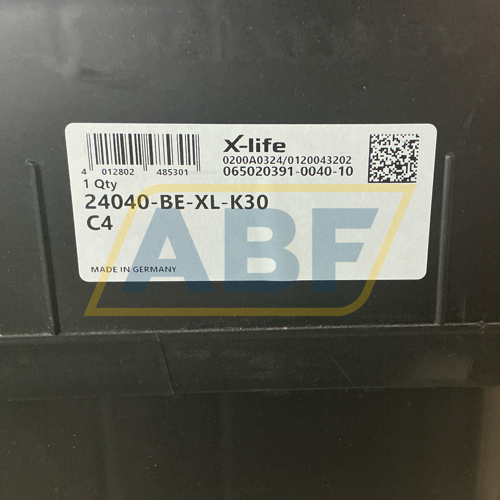 X-life
0200A0324/0120043202
065020391-0040-10
4 012802 485301
1 Qty
24040-BE-XL-K30
C4
MADE IN GERMANY
ABF